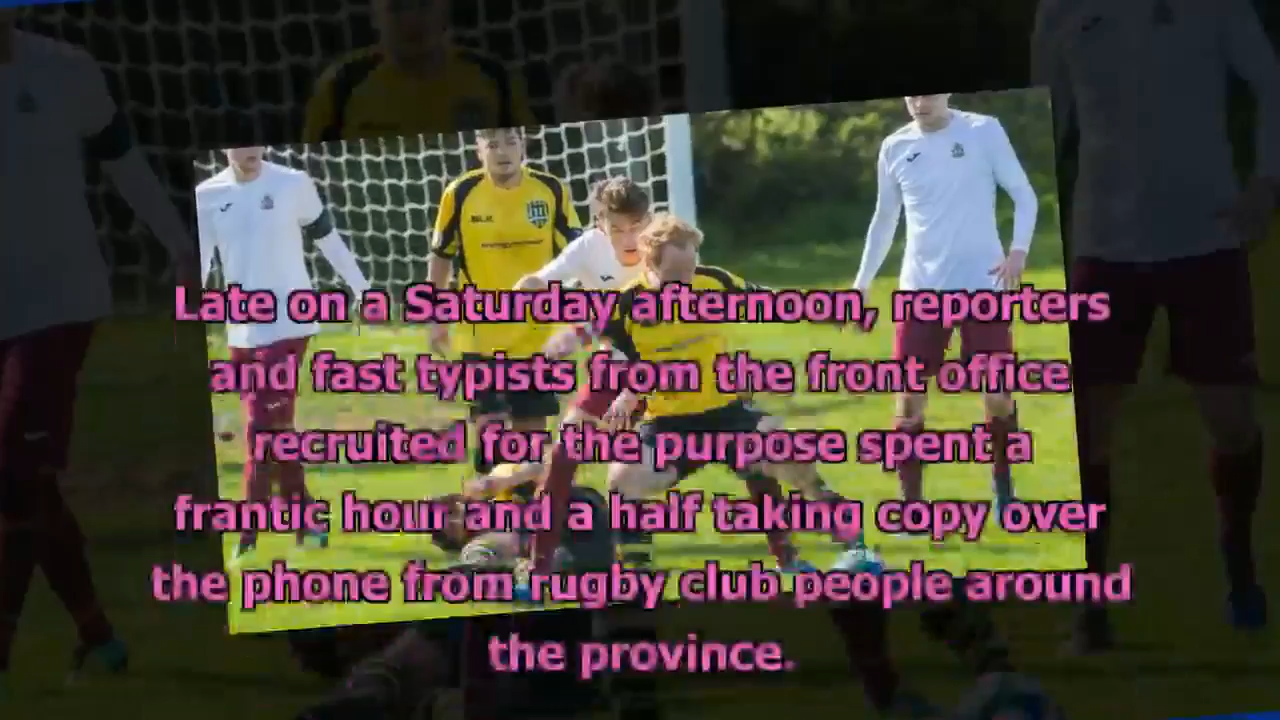 Late on a Saturday afternoon, reporters
and fast typists from the front office
recruited for the purpose spent a
frantic hour and a half taking copy over
the phone from rugby club people around
the province.